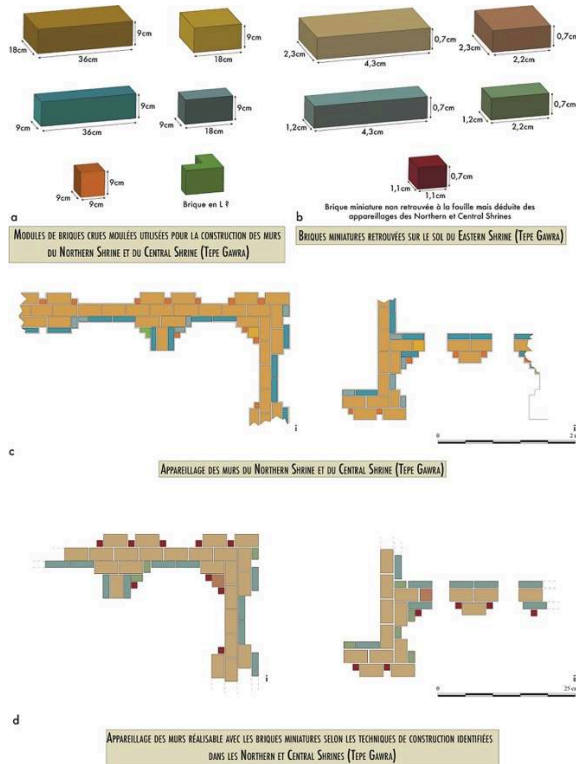 9cm
18cm
36cm
9cm
18cm
9cm
9cm
36cm
9cm
9cm
18cm
9cm
9cm
9cm
Brique en L ?
a
MODULES DE BRIQUES CRUES MOULÉES UTILISÉES POUR LA CONSTRUCTION DES MURS
DU NORTHERN SHRINE ET DU CENTRAL SHRINE (TEPE GAWRA)
0,7cm
2,3cm
4,3cm
0,7cm
2,3cm
2,2cm
0,7cm
1,2cm
4,3cm
0,7cm
1,2cm
2,2cm
0,7cm
1,1cm
1,1cm
Brique miniature non retrouvée à la fouille mais déduite des
appareillages des Northern et Central Shrines
b
BRIQUES MINIATURES RETROUVÉES SUR LE SOL DU EASTERN SHRINE (TEPE GAWRA)
i
i
0
c
APPAREILLAGE DES MURS DU NORTHERN SHRINE ET DU CENTRAL SHRINE (TEPE GAWRA)
i
i
0
d
APPAREILLAGE DES MURS RÉALISABLE AVEC LES BRIQUES MINIATURES SELON LES TECHNIQUES DE CONSTRUCTION IDENTIFIÉES
DANS LES NORTHERN ET CENTRAL SHRINES (TEPE GAWRA)